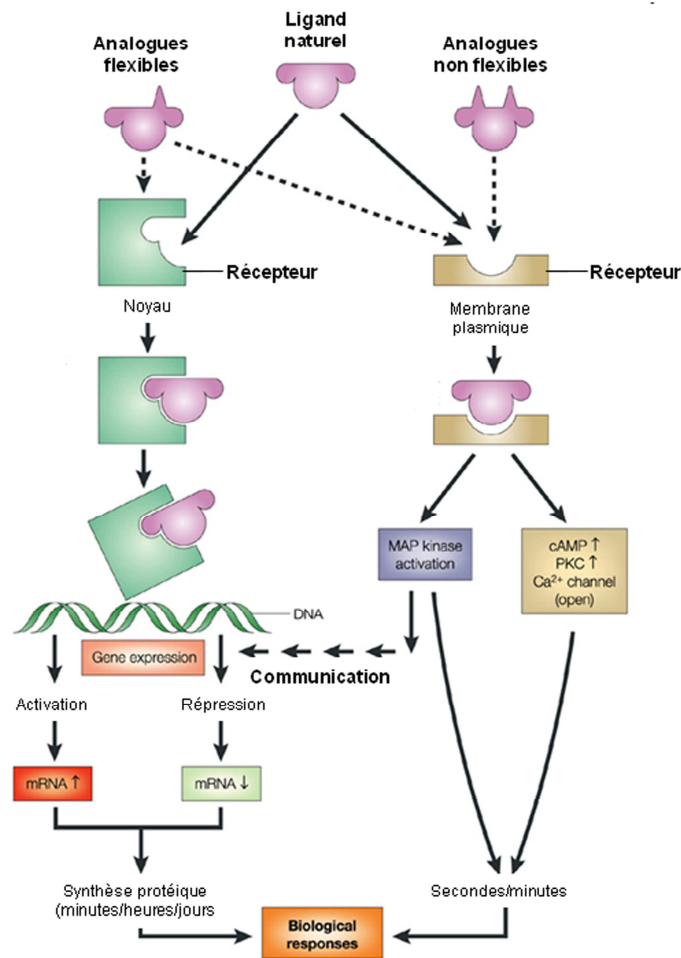 Analogues
flexibles
Ligand
naturel
Analogues
non flexibles
Récepteur
Récepteur
Noyau
Membrane
plasmique
MAP kinase
activation
cAMP ↑
PKC ↑
Ca²⁺ channel
(open)
DNA
Gene expression
Communication
Activation
Répression
mRNA ↑
mRNA ↓
Synthèse protéique
(minutes/heures/jours
Secondes/minutes
Biological
responses